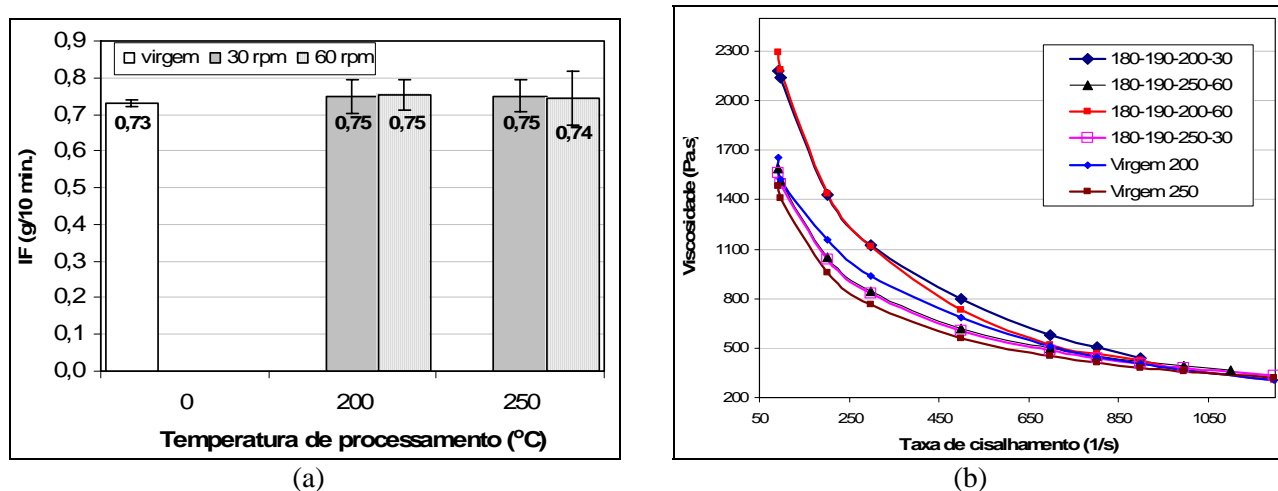 0,9
0,8
0,7
0,6
0,5
0,4
0,3
0,2
0,1
0,0
IF (g/10 min.)
virgem 30 rpm 60 rpm
0,73
0,75
0,75
0,75
0,74
0 200 250
Temperatura de processamento (°C)
(a)
2300
2000
1700
1400
1100
800
500
200
Viscosidade (Pa.s)
180-190-200-30
180-190-250-60
180-190-200-60
180-190-250-30
Virgem 200
Virgem 250
50 250 450 650 850 1050
Taxa de cisalhamento (1/s)
(b)